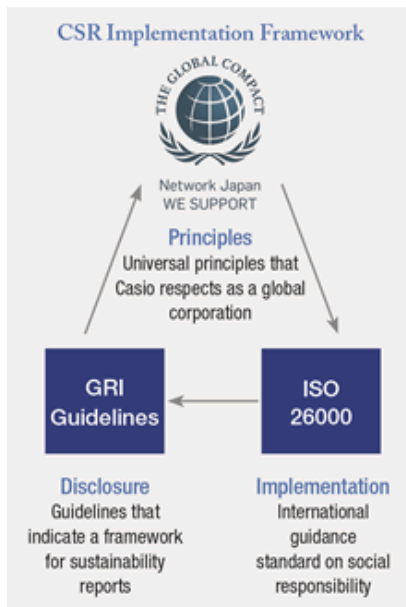 CSR Implementation Framework
THE GLOBAL COMPACT
Network Japan
WE SUPPORT
Principles
Universal principles that
Casio respects as a global
corporation
GRI
Guidelines
ISO
26000
Disclosure
Guidelines that
indicate a framework
for sustainability
reports
Implementation
International
guidance
standard on social
responsibility